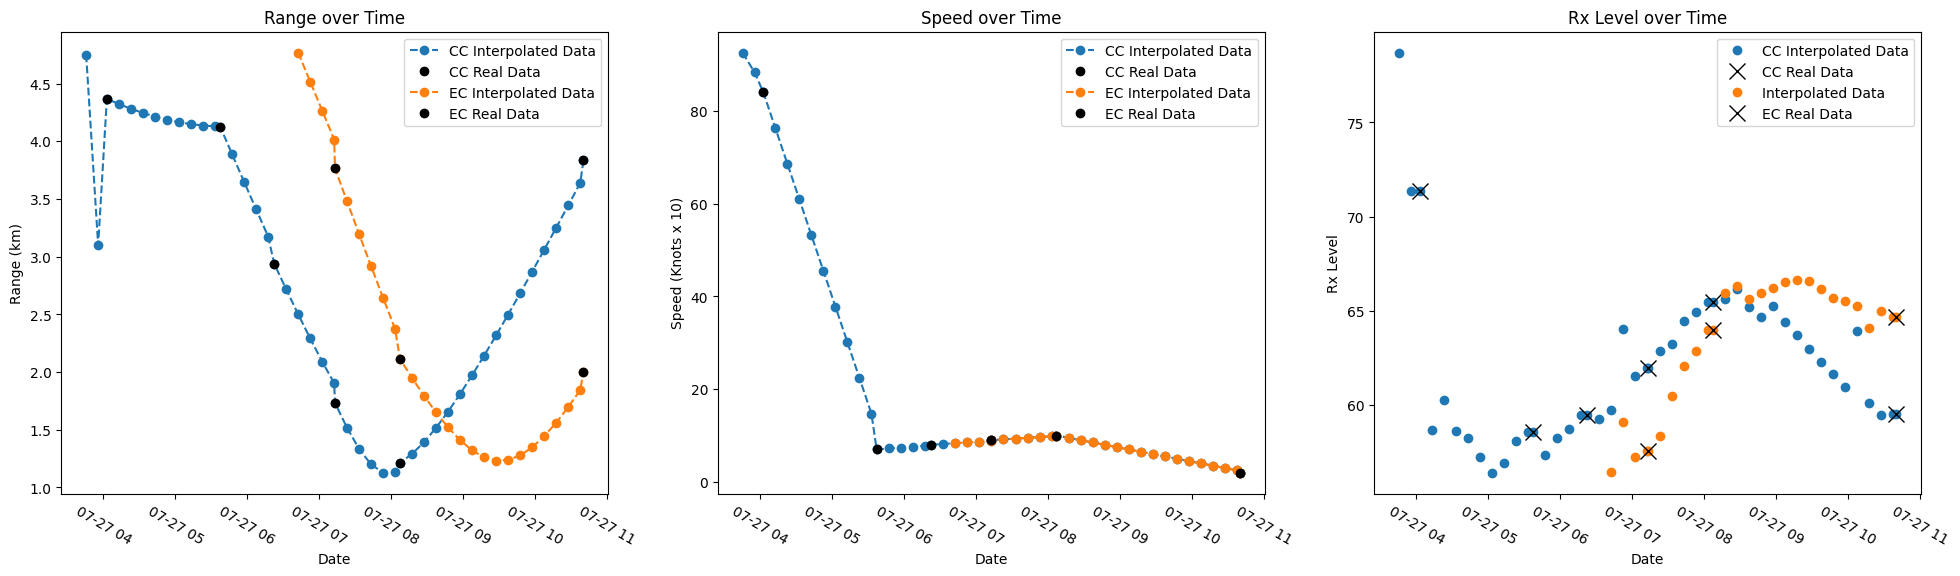 Range over Time
Range (km)
4.5
4.0
3.5
3.0
2.5
2.0
1.5
1.0
CC Interpolated Data
CC Real Data
EC Interpolated Data
EC Real Data
07-27 04
07-27 05
07-27 06
07-27 07
07-27 08
07-27 09
07-27 10
07-27 11
Date
Speed over Time
Speed (Knots x 10)
80
60
40
20
0
CC Interpolated Data
CC Real Data
EC Interpolated Data
EC Real Data
07-27 04
07-27 05
07-27 06
07-27 07
07-27 08
07-27 09
07-27 10
07-27 11
Date
Rx Level over Time
Rx Level
75
70
65
60
CC Interpolated Data
CC Real Data
Interpolated Data
EC Real Data
07-27 04
07-27 05
07-27 06
07-27 07
07-27 08
07-27 09
07-27 10
07-27 11
Date